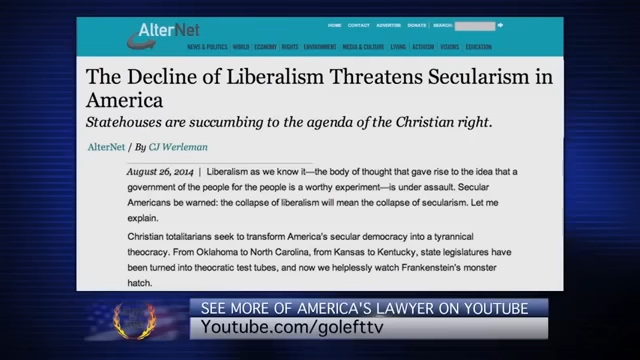 AlterNet
HOME CONTACT ADVERTISE DONATE SEARCH:
NEWS & POLITICS WORLD ECONOMY RIGHTS ENVIRONMENT MEDIA & CULTURE LIVING ACTIVISM VISIONS EDUCATION
The Decline of Liberalism Threatens Secularism in
America
Statehouses are succumbing to the agenda of the Christian right.
AlterNet / By CJ Werleman
August 26, 2014 | Liberalism as we know it—the body of thought that gave rise to the idea that a
government of the people for the people is a worthy experiment—is under assault. Secular
Americans be warned: the collapse of liberalism will mean the collapse of secularism. Let me
explain.
Christian totalitarians seek to transform America's secular democracy into a tyrannical
theocracy. From Oklahoma to North Carolina, from Kansas to Kentucky, state legislatures have
been turned into theocratic test tubes, and now we helplessly watch Frankenstein's monster
hatch.
SEE MORE OF AMERICA'S LAWYER ON YOUTUBE
Youtube.com/golefttv